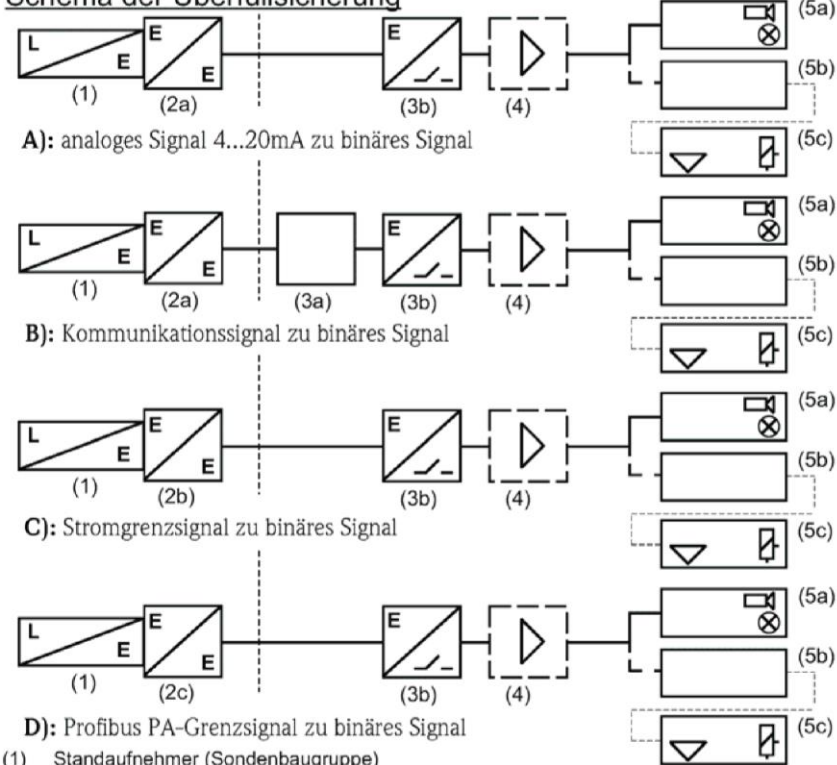 Schema der Überfüllsicherung
L E E E E (5a)
(1) (2a) (3b) (4) (5b)
A): analoges Signal 4...20mA zu binäres Signal (5c)
L E E E E (5a)
(1) (2a) (3a) (3b) (4) (5b)
B): Kommunikationssignal zu binäres Signal (5c)
L E E E E (5a)
(1) (2b) (3b) (4) (5b)
C): Stromgrenzsignal zu binäres Signal (5c)
L E E E E (5a)
(1) (2c) (3b) (4) (5b)
D): Profibus PA-Grenzsignal zu binäres Signal (5c)
(1) Standaufnehmer (Sondenbaugruppe)